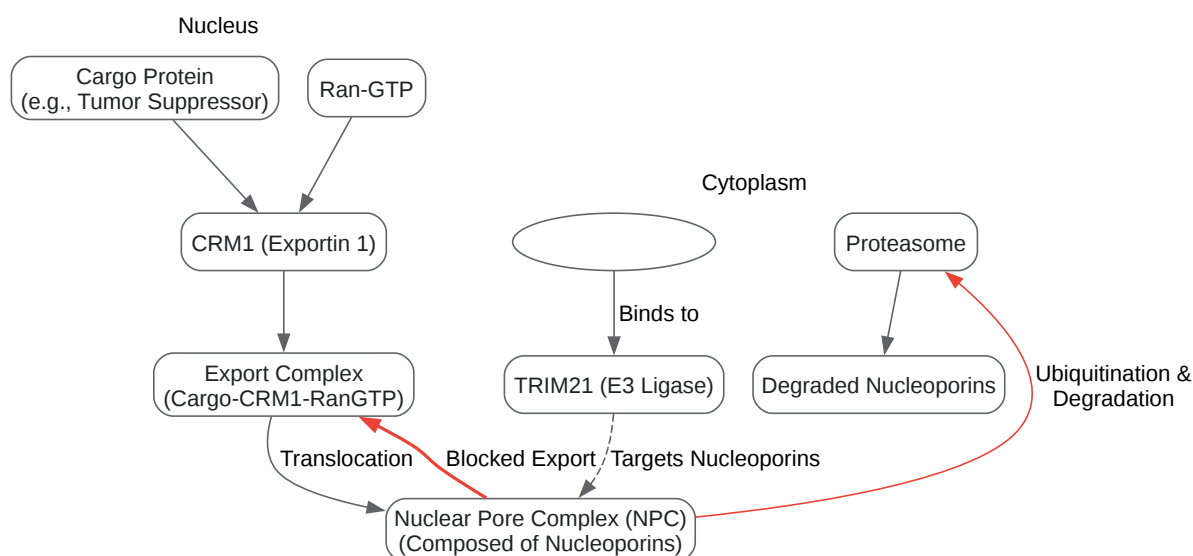 Nucleus
Cargo Protein
(e.g., Tumor Suppressor)
Ran-GTP
Cytoplasm
CRM1 (Exportin 1)
Proteasome
Binds to
Export Complex
(Cargo-CRM1-RanGTP)
TRIM21 (E3 Ligase)
Degraded Nucleoporins
Ubiquitination &
Degradation
Translocation
Blocked Export
Targets Nucleoporins
Nuclear Pore Complex (NPC)
(Composed of Nucleoporins)